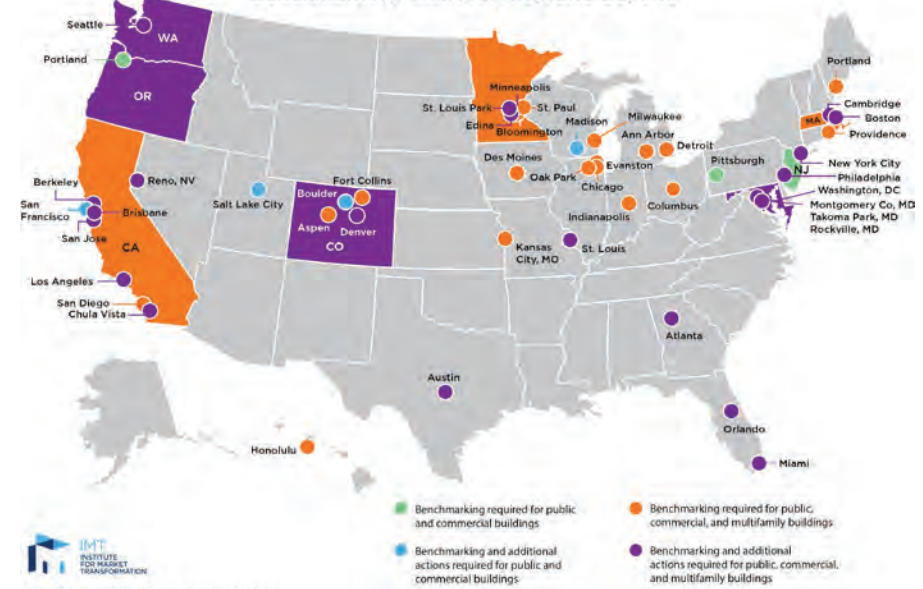 Seattle
WA
Portland
OR
Minneapolis
St. Louis Park
St. Paul
Edina
Bloomington
Madison
Milwaukee
Ann Arbor
Detroit
Portland
Cambridge
MA
Boston
Providence
Des Moines
Oak Park
Evanston
Chicago
Pittsburgh
NJ
New York City
Philadelphia
Washington, DC
Montgomery Co, MD
Takoma Park, MD
Rockville, MD
Berkeley
San
Francisco
Brisbane
San Jose
Reno, NV
Salt Lake City
Fort Collins
Boulder
Aspen
Denver
CO
CA
Indianapolis
Columbus
Kansas
City, MO
St. Louis
Los Angeles
San Diego
Chula Vista
Atlanta
Austin
Orlando
Miami
Honolulu
Benchmarking required for public
and commercial buildings
Benchmarking required for public,
commercial, and multifamily buildings
Benchmarking and additional
actions required for public and
commercial buildings
Benchmarking and additional
actions required for public, commercial,
and multifamily buildings
IMT
INSTITUTE
FOR MARKET
TRANSFORMATION